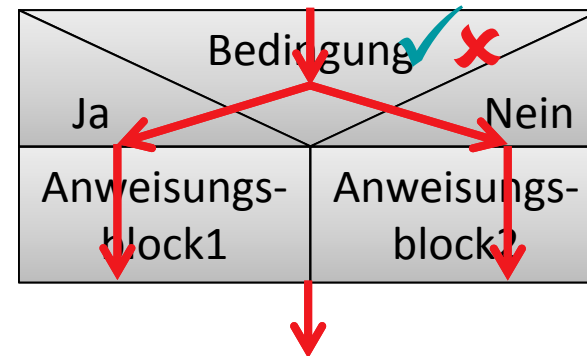 Bedingung
Ja
Nein
Anweisungs-
block1
Anweisungs-
block2